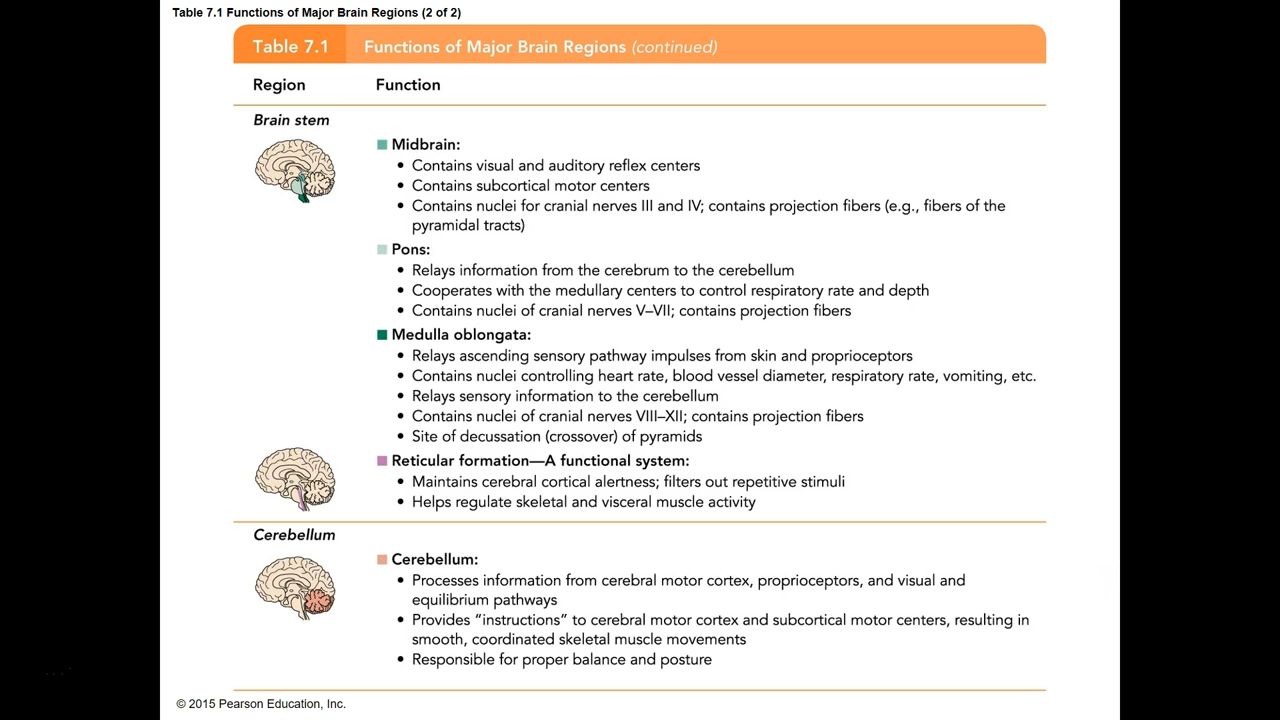 Table 7.1 Functions of Major Brain Regions (2 of 2)
Table 7.1 Functions of Major Brain Regions (continued)
Region Function
Brain stem
Midbrain:
• Contains visual and auditory reflex centers
• Contains subcortical motor centers
• Contains nuclei for cranial nerves III and IV; contains projection fibers (e.g., fibers of the
pyramidal tracts)
Pons:
• Relays information from the cerebrum to the cerebellum
• Cooperates with the medullary centers to control respiratory rate and depth
• Contains nuclei of cranial nerves V–VII; contains projection fibers
Medulla oblongata:
• Relays ascending sensory pathway impulses from skin and proprioceptors
• Contains nuclei controlling heart rate, blood vessel diameter, respiratory rate, vomiting, etc.
• Relays sensory information to the cerebellum
• Contains nuclei of cranial nerves VIII–XII; contains projection fibers
• Site of decussation (crossover) of pyramids
Reticular formation—A functional system:
• Maintains cerebral cortical alertness; filters out repetitive stimuli
• Helps regulate skeletal and visceral muscle activity
Cerebellum
Cerebellum:
• Processes information from cerebral motor cortex, proprioceptors, and visual and
equilibrium pathways
• Provides “instructions” to cerebral motor cortex and subcortical motor centers, resulting in
smooth, coordinated skeletal muscle movements
• Responsible for proper balance and posture
© 2015 Pearson Education, Inc.